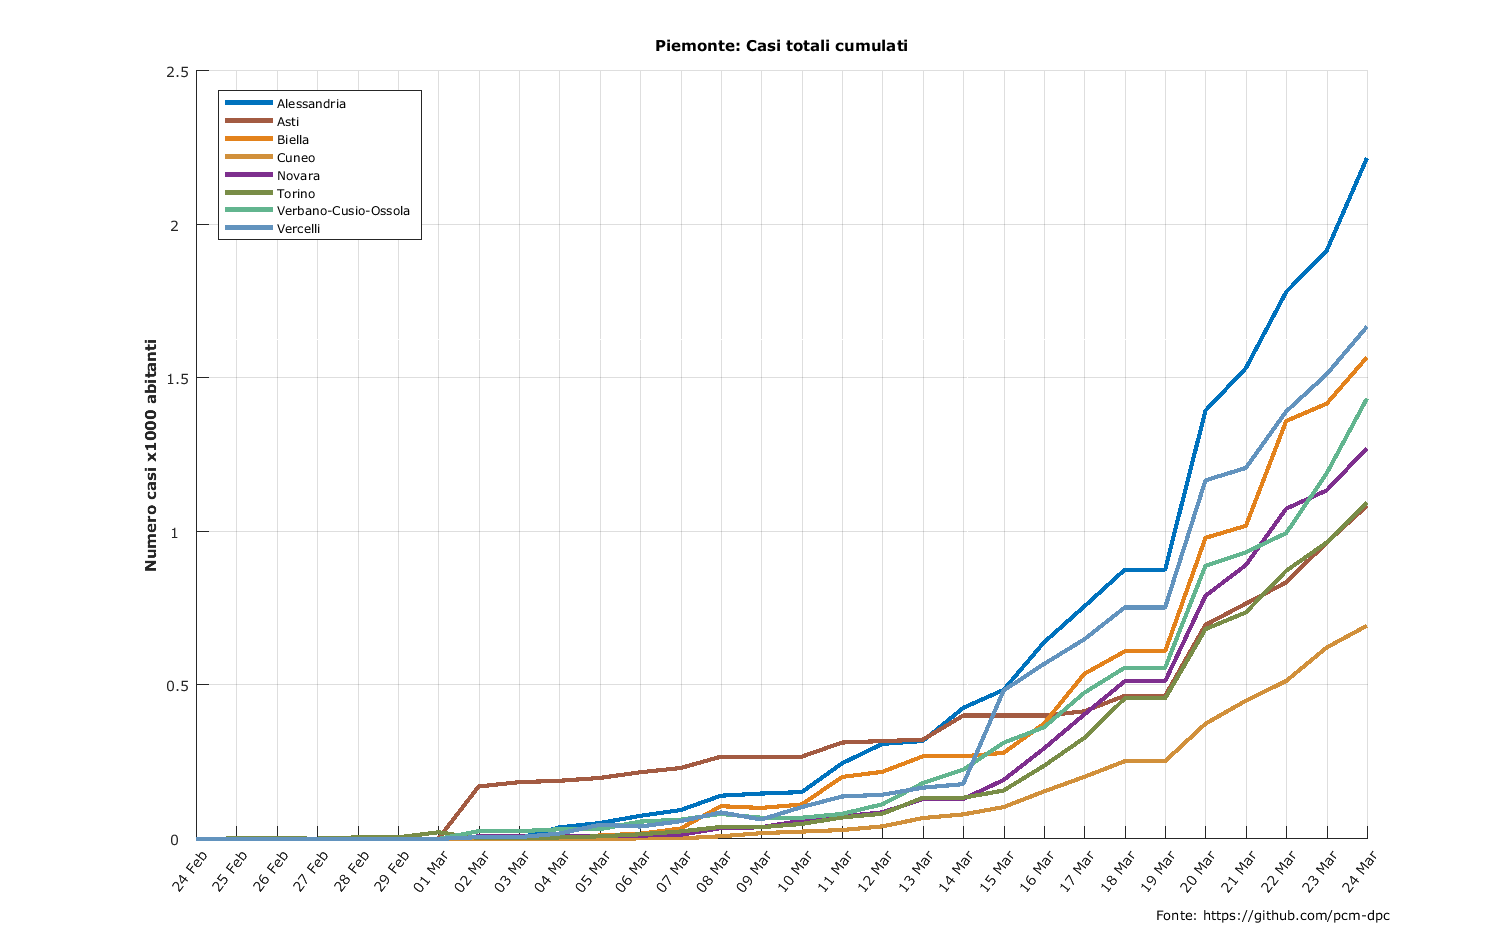 Piemonte: Casi totali cumulati
Numero casi x1000 abitanti
2.5
2
1.5
1
0.5
0
Alessandria
Asti
Biella
Cuneo
Novara
Torino
Verbano-Cusio-Ossola
Vercelli
24 Feb
25 Feb
26 Feb
27 Feb
28 Feb
29 Feb
01 Mar
02 Mar
03 Mar
04 Mar
05 Mar
06 Mar
07 Mar
08 Mar
09 Mar
10 Mar
11 Mar
12 Mar
13 Mar
14 Mar
15 Mar
16 Mar
17 Mar
18 Mar
19 Mar
20 Mar
21 Mar
22 Mar
23 Mar
24 Mar
Fonte: https://github.com/pcm-dpc